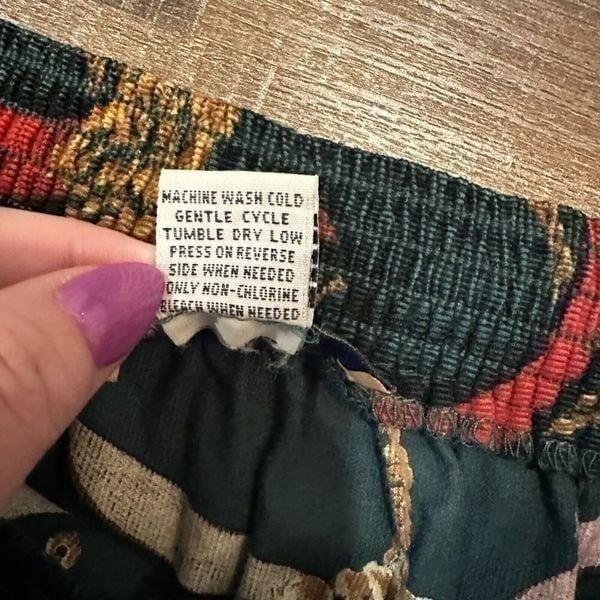 MACHINE WASH COLD
GENTLE CYCLE
TUMBLE DRY LOW
PRESS ON REVERSE
SIDE WHEN NEEDED
ONLY NON-CHLORINE
BLEACH WHEN NEEDED